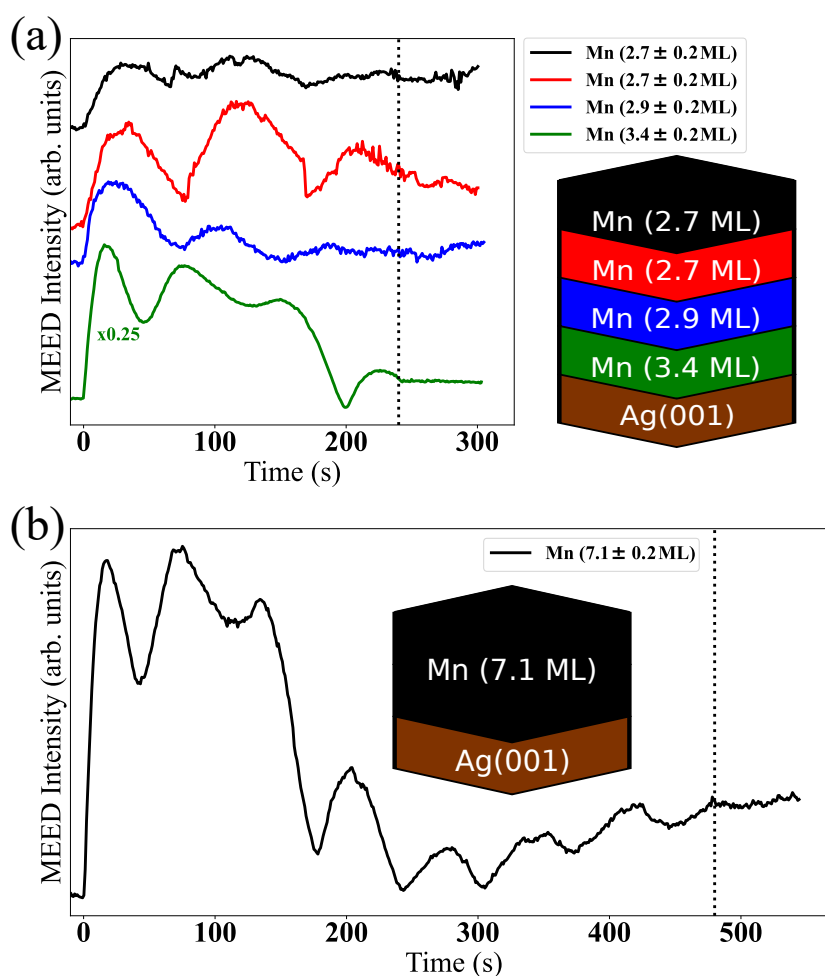 (a)
MEED Intensity (arb. units)
x0.25
0 100 200 300
Time (s)
Mn (2.7 ± 0.2 ML)
Mn (2.7 ± 0.2 ML)
Mn (2.9 ± 0.2 ML)
Mn (3.4 ± 0.2 ML)
Mn (2.7 ML)
Mn (2.7 ML)
Mn (2.9 ML)
Mn (3.4 ML)
Ag(001)
(b)
MEED Intensity (arb. units)
Mn (7.1 ± 0.2 ML)
Mn (7.1 ML)
Ag(001)
0 100 200 300 400 500
Time (s)